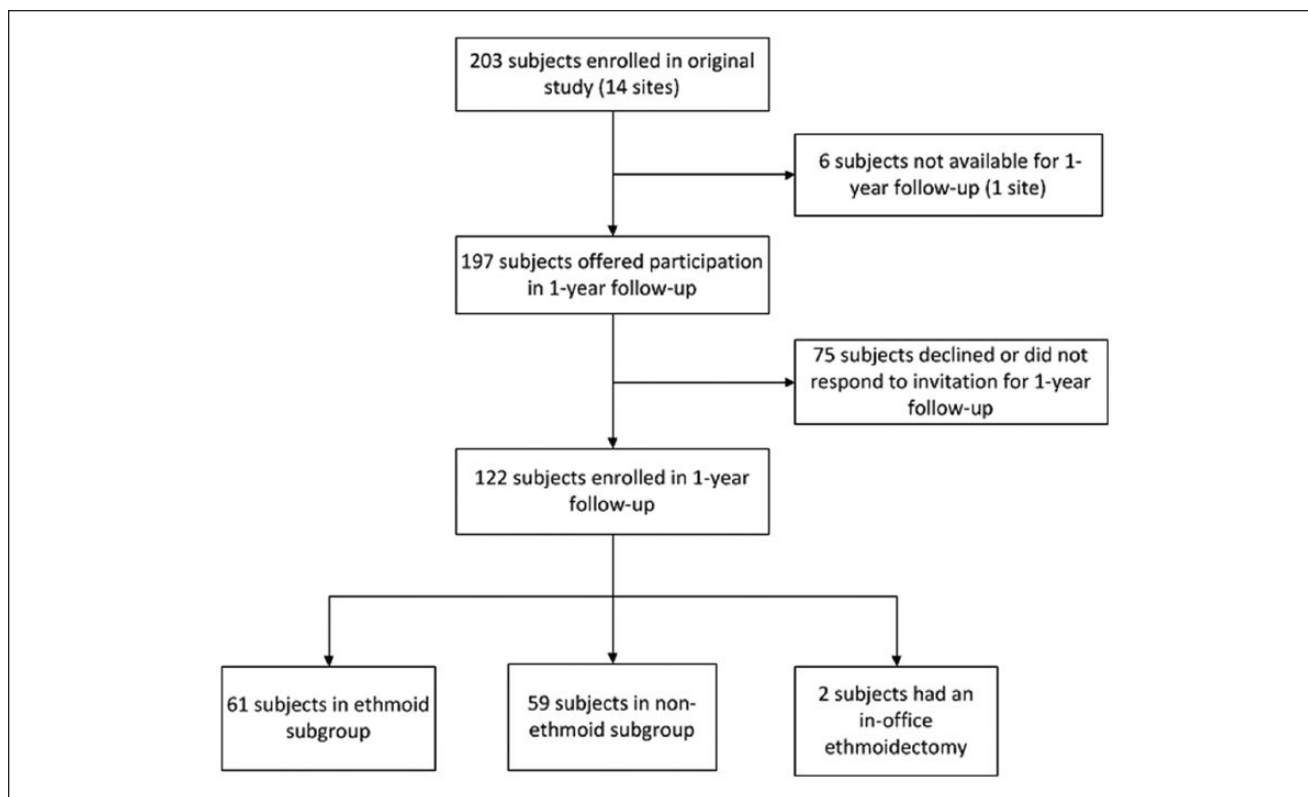 203 subjects enrolled in original
study (14 sites)
6 subjects not available for 1-
year follow-up (1 site)
197 subjects offered participation
in 1-year follow-up
75 subjects declined or did not
respond to invitation for 1-year
follow-up
122 subjects enrolled in 1-year
follow-up
61 subjects in ethmoid
subgroup
59 subjects in non-
ethmoid subgroup
2 subjects had an
in-office
ethmoidectomy